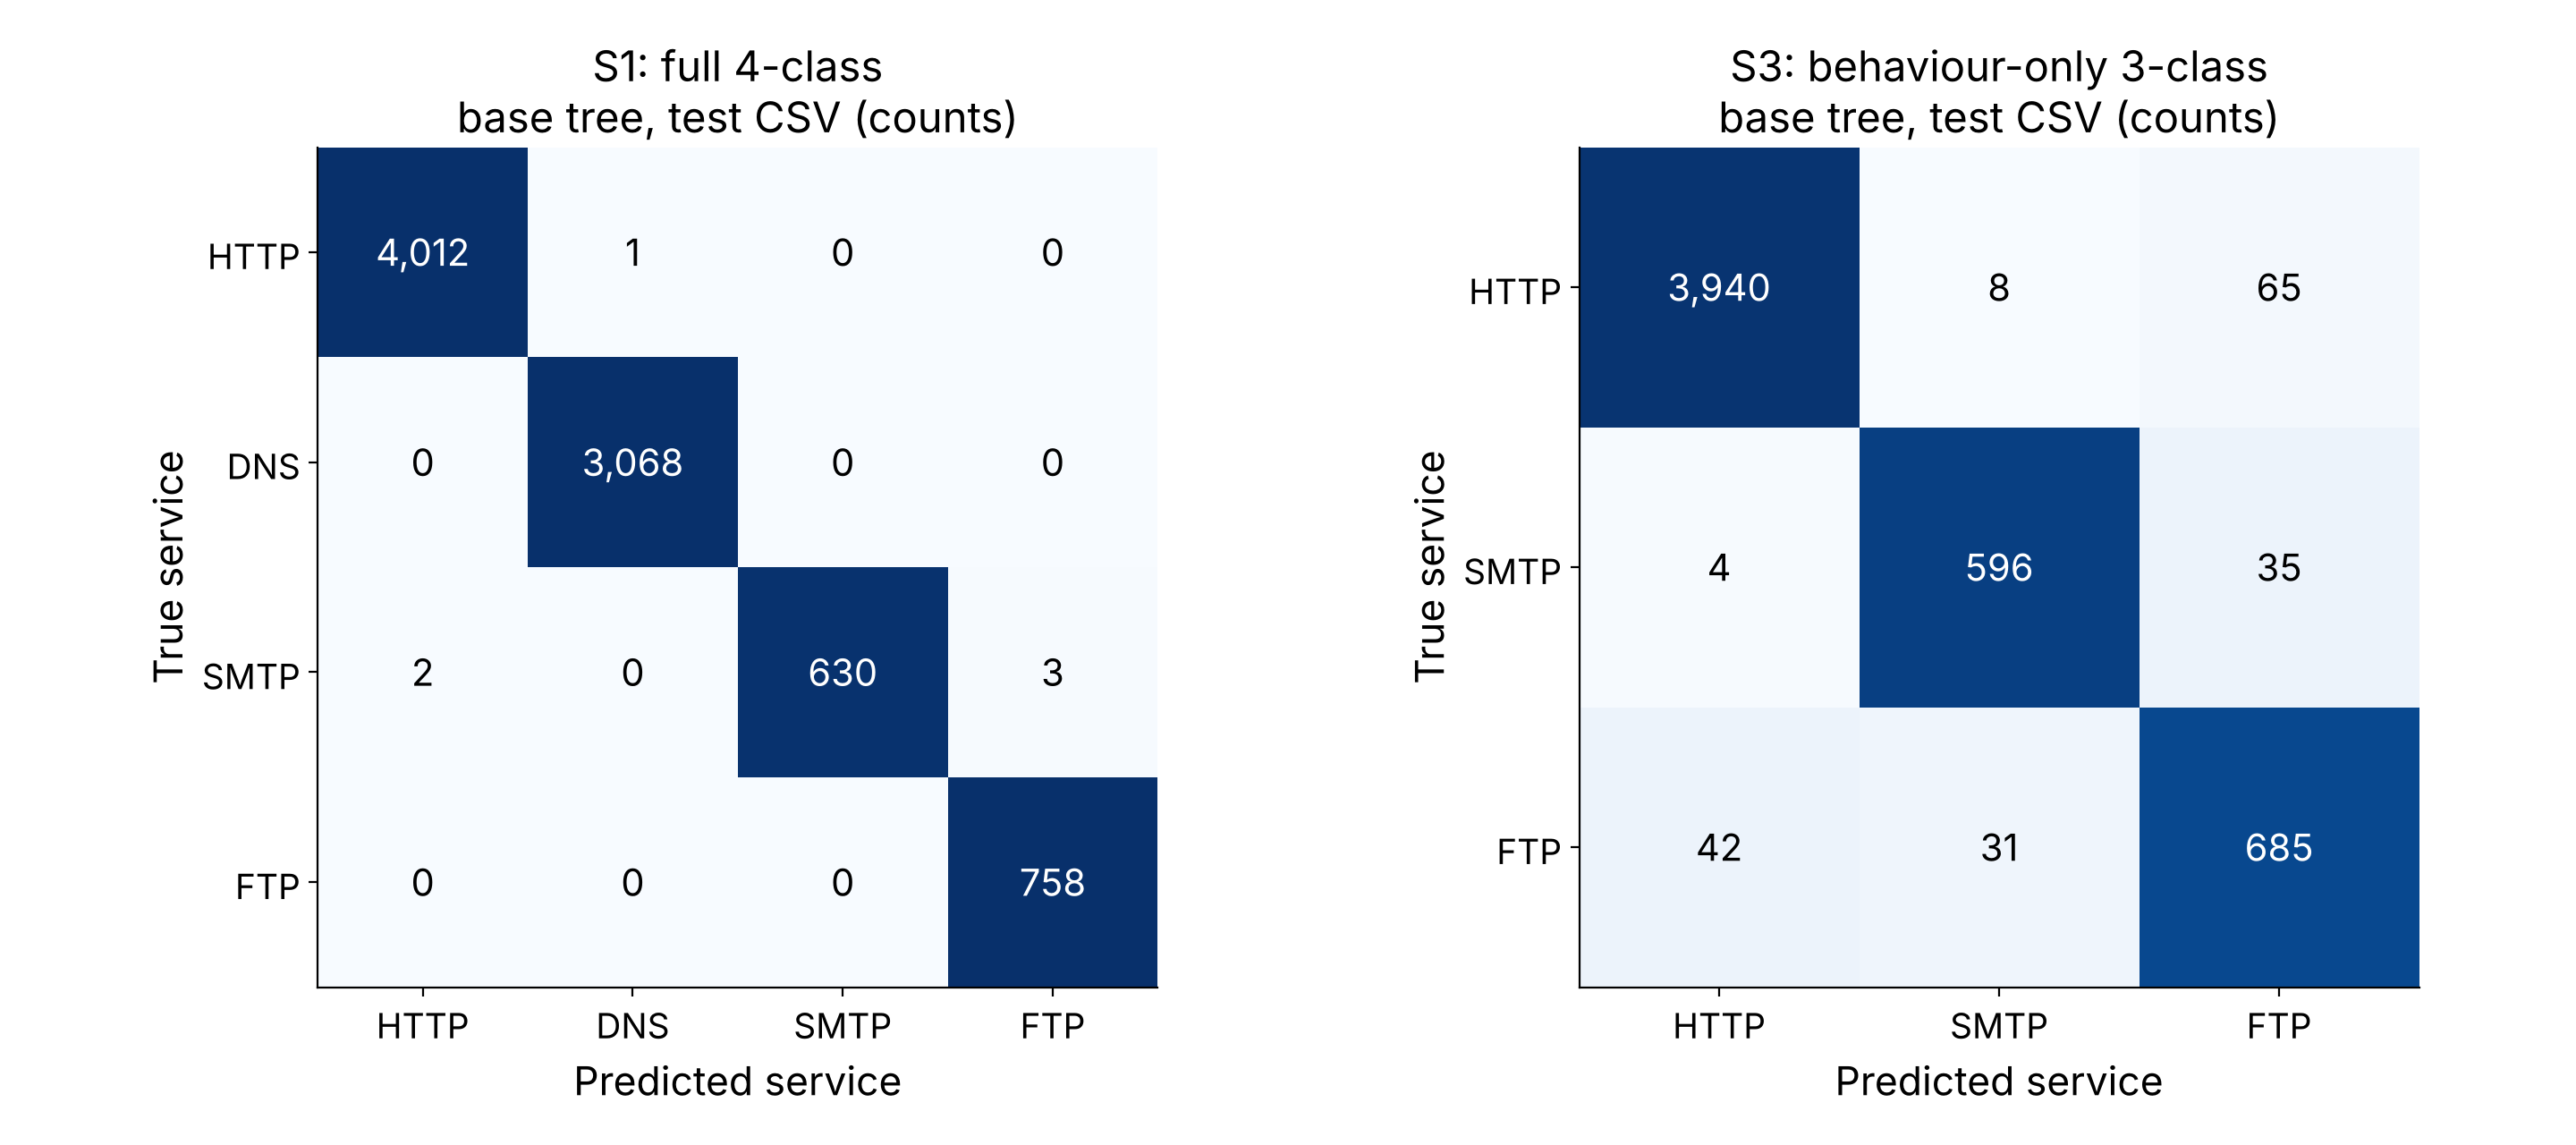 S1: full 4-class
base tree, test CSV (counts)
True service
HTTP 4,012 1 0 0
DNS 0 3,068 0 0
SMTP 2 0 630 3
FTP 0 0 0 758
HTTP DNS SMTP FTP
Predicted service
S3: behaviour-only 3-class
base tree, test CSV (counts)
True service
HTTP 3,940 8 65
SMTP 4 596 35
FTP 42 31 685
HTTP SMTP FTP
Predicted service